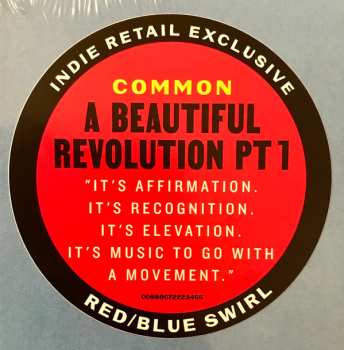 INDIE RETAIL EXCLUSIVE
COMMON
A BEAUTIFUL
REVOLUTION PT 1
"IT'S AFFIRMATION.
IT'S RECOGNITION.
IT'S ELEVATION.
IT'S MUSIC TO GO WITH
A MOVEMENT."
RED/BLUE SWIRL